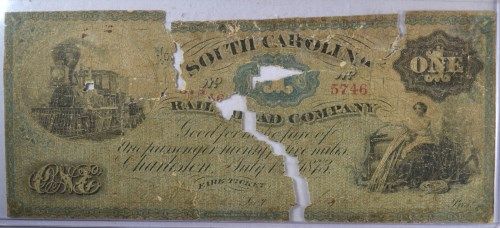 SOUTH CAROLINA
ONE
Nº Nº
5746
RAIL ROAD COMPANY
Good for the fare of
One passenger twenty five miles.
Charleston July 1st 1873.
FARE TICKET
ONE